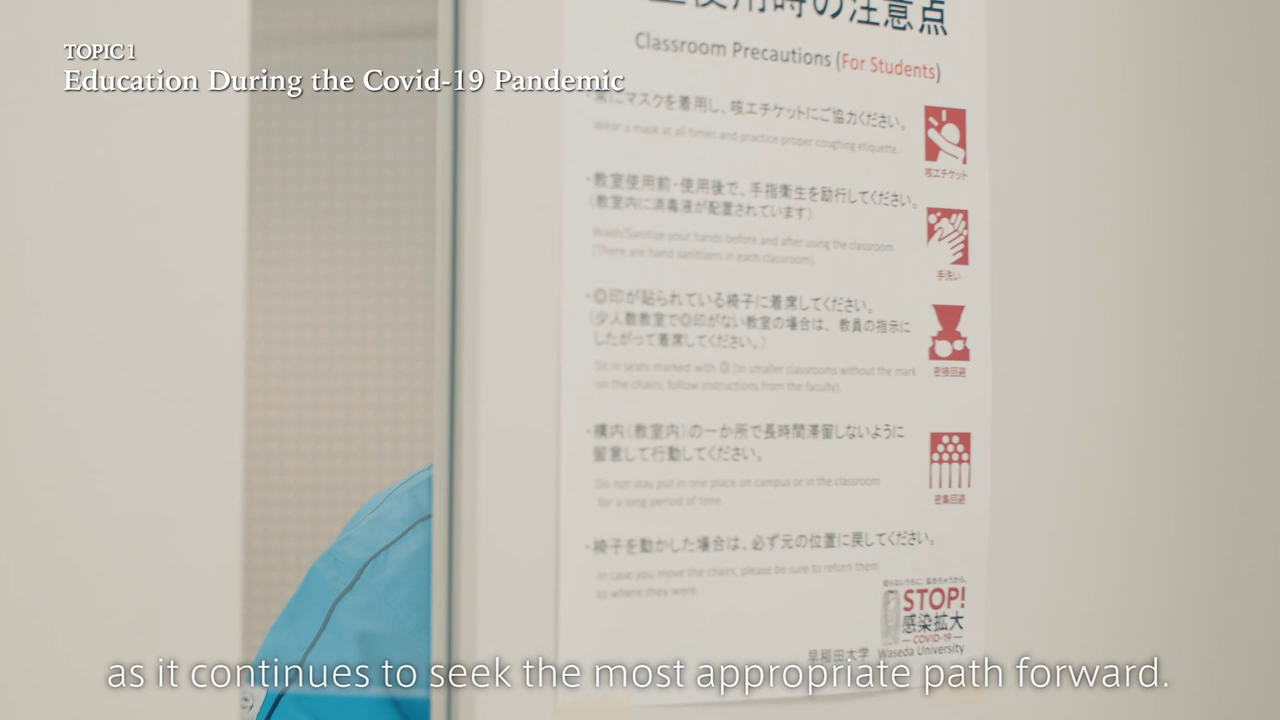 TOPIC 1
Education During the Covid-19 Pandemic
使用時の注意点
Classroom Precautions (For Students)
常にマスクを着用し、咳エチケットにご協力ください。
Wear a mask at all times and practice proper coughing etiquette.
咳エチケット
・教室使用前・使用後で、手指衛生を励行してください。
(教室内に消毒液が配置されています)
Wash/Sanitize your hands before and after using the classroom
(There are hand sanitizers in each classroom).
手洗い
・◎印が貼られている椅子に着席してください。
(少人数教室で◎印がない教室の場合は、教員の指示に
したがって着席してください。)
Sit in seats marked with ◎ (in smaller classrooms without the mark
on the chairs, follow instructions from the faculty).
密接回避
・構内(教室内)の一か所で長時間滞留しないように
留意して行動してください。
Do not stay put in one place on campus or in the classroom
for a long period of time.
密集回避
・椅子を動かした場合は、必ず元の位置に戻してください。
In case you move the chairs, please be sure to return them
to where they were.
知らないうちに、拡めちゃうから。
STOP!
感染拡大
—COVID-19—
早稲田大学 Waseda University
as it continues to seek the most appropriate path forward.